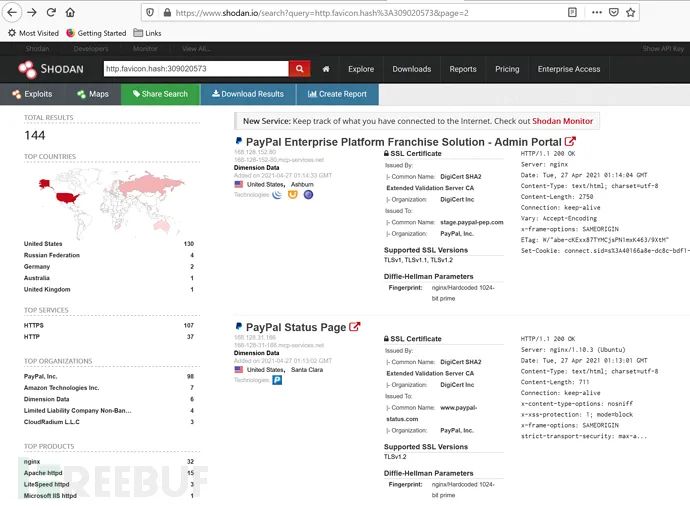 https://www.shodan.io/search?query=http.favicon.hash%3A309020573&page=2
Most Visited
Getting Started
Links
Shodan
Developers
Monitor
View All...
Show API Key
SHODAN
http.favicon.hash:309020573
Explore
Downloads
Reports
Pricing
Enterprise Access
Exploits
Maps
Share Search
Download Results
Create Report
TOTAL RESULTS
144
TOP COUNTRIES
United States 130
Russian Federation 4
Germany 2
Australia 1
United Kingdom 1
TOP SERVICES
HTTPS 107
HTTP 37
TOP ORGANIZATIONS
PayPal, Inc. 98
Amazon Technologies Inc. 7
Dimension Data 6
Limited Liability Company Non-Ban... 4
CloudRadium L.L.C 3
TOP PRODUCTS
nginx 32
Apache httpd 15
LiteSpeed httpd 3
Microsoft IIS httpd 1
New Service: Keep track of what you have connected to the Internet. Check out Shodan Monitor
PayPal Enterprise Platform Franchise Solution - Admin Portal
168.128.152.80
168-128-152-80.mcp-services.net
Dimension Data
Added on 2021-04-27 01:14:33 GMT
United States, Ashburn
Technologies:
SSL Certificate
Issued By:
|- Common Name: DigiCert SHA2
Extended Validation Server CA
|- Organization: DigiCert Inc
Issued To:
|- Common Name: stage.paypal-pep.com
|- Organization: PayPal, Inc.
Supported SSL Versions
TLSv1, TLSv1.1, TLSv1.2
Diffie-Hellman Parameters
Fingerprint: nginx/Hardcoded 1024-
bit prime
HTTP/1.1 200 OK
Server: nginx
Date: Tue, 27 Apr 2021 01:14:04 GMT
Content-Type: text/html; charset=utf-8
Content-Length: 2750
Connection: keep-alive
Vary: Accept-Encoding
x-frame-options: SAMEORIGIN
ETag: W/"abe-cKExx87TYMCjsPN1mxK463/9XtM"
Set-Cookie: connect.sid=s%3A40166a8e-dc8c-bdf1-
PayPal Status Page
168.128.31.166
168-128-31-166.mcp-services.net
Dimension Data
Added on 2021-04-27 01:13:02 GMT
United States, Santa Clara
Technologies:
SSL Certificate
Issued By:
|- Common Name: DigiCert SHA2
Extended Validation Server CA
|- Organization: DigiCert Inc
Issued To:
|- Common Name: www.paypal-
status.com
|- Organization: PayPal, Inc.
Supported SSL Versions
TLSv1.2
Diffie-Hellman Parameters
Fingerprint: nginx/Hardcoded 1024-
bit prime
HTTP/1.1 200 OK
Server: nginx/1.10.3 (Ubuntu)
Date: Tue, 27 Apr 2021 01:13:01 GMT
Content-Type: text/html; charset=utf-8
Content-Length: 711
Connection: keep-alive
x-content-type-options: nosniff
x-xss-protection: 1; mode=block
x-frame-options: SAMEORIGIN
strict-transport-security: max-a...
FREEBUF